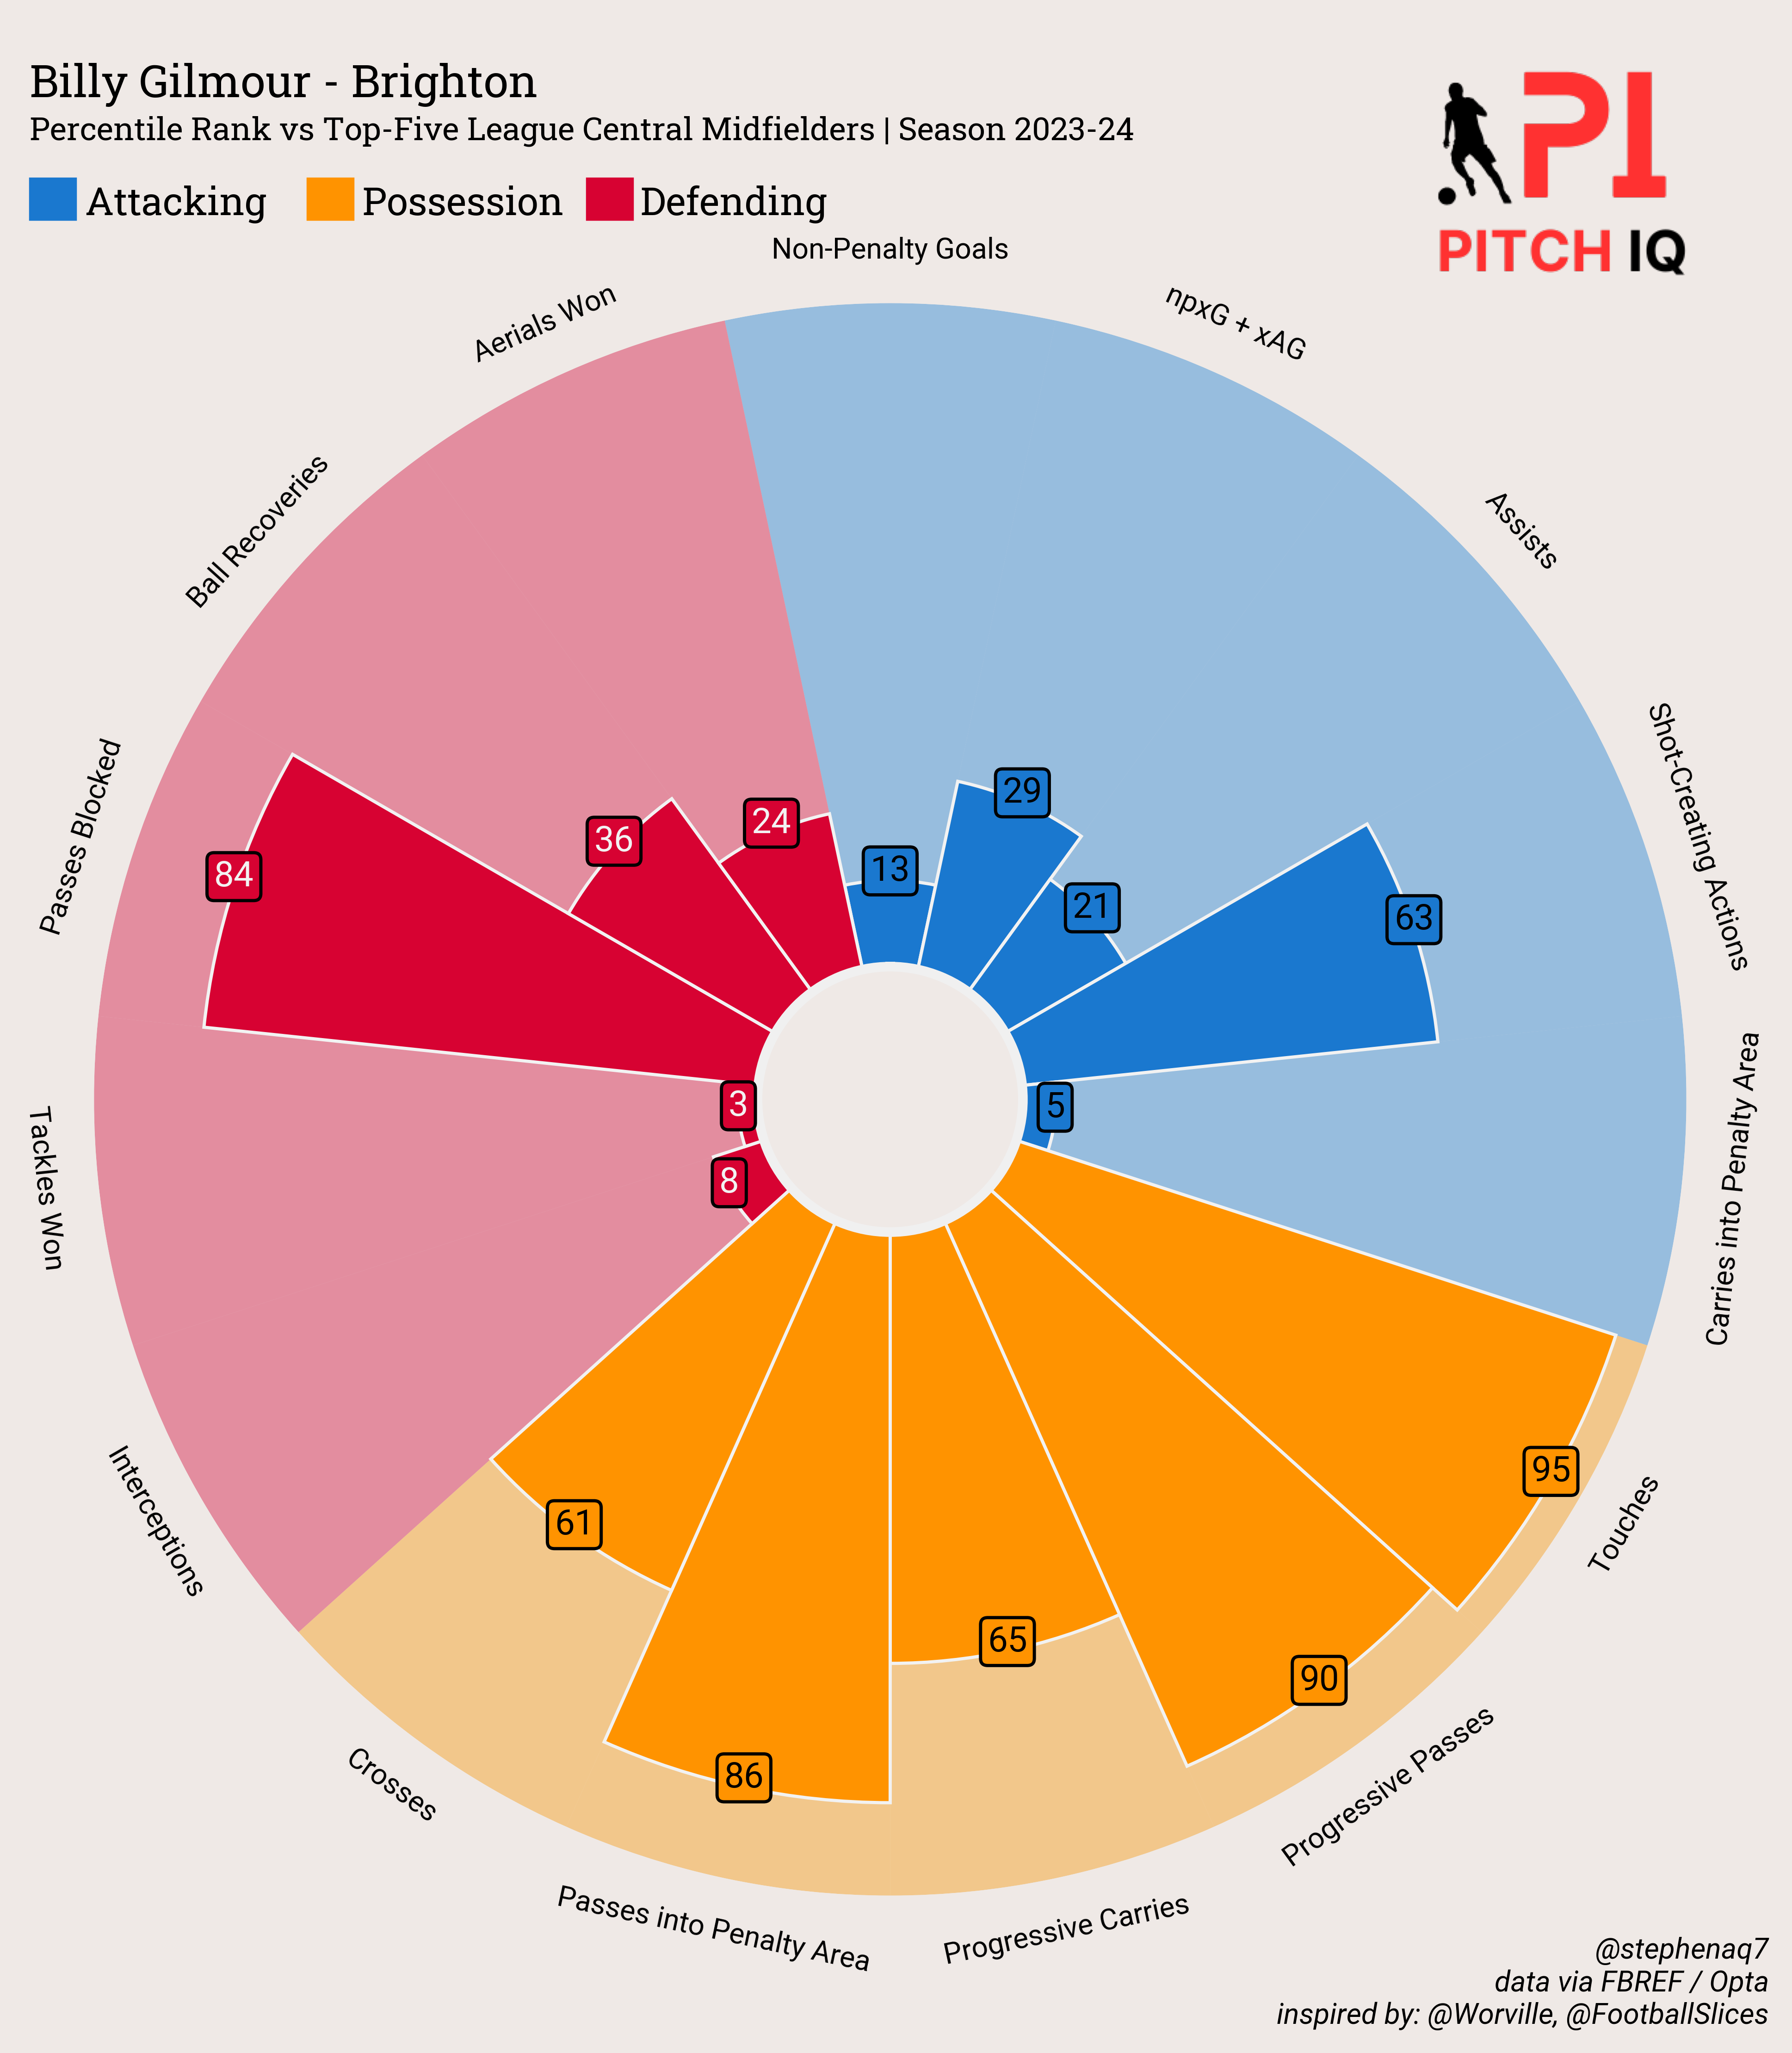 Billy Gilmour - Brighton
Percentile Rank vs Top-Five League Central Midfielders | Season 2023-24
Attacking
Possession
Defending
PI
PITCH IQ
Non-Penalty Goals
npxG + xAG
Assists
Shot-Creating Actions
Carries into Penalty Area
Touches
Progressive Passes
Progressive Carries
Passes into Penalty Area
Crosses
Interceptions
Tackles Won
Passes Blocked
Ball Recoveries
Aerials Won
13
29
21
63
5
95
90
65
86
61
8
3
84
36
24
@stephenaq7
data via FBREF / Opta
inspired by: @Worville, @FootballSlices